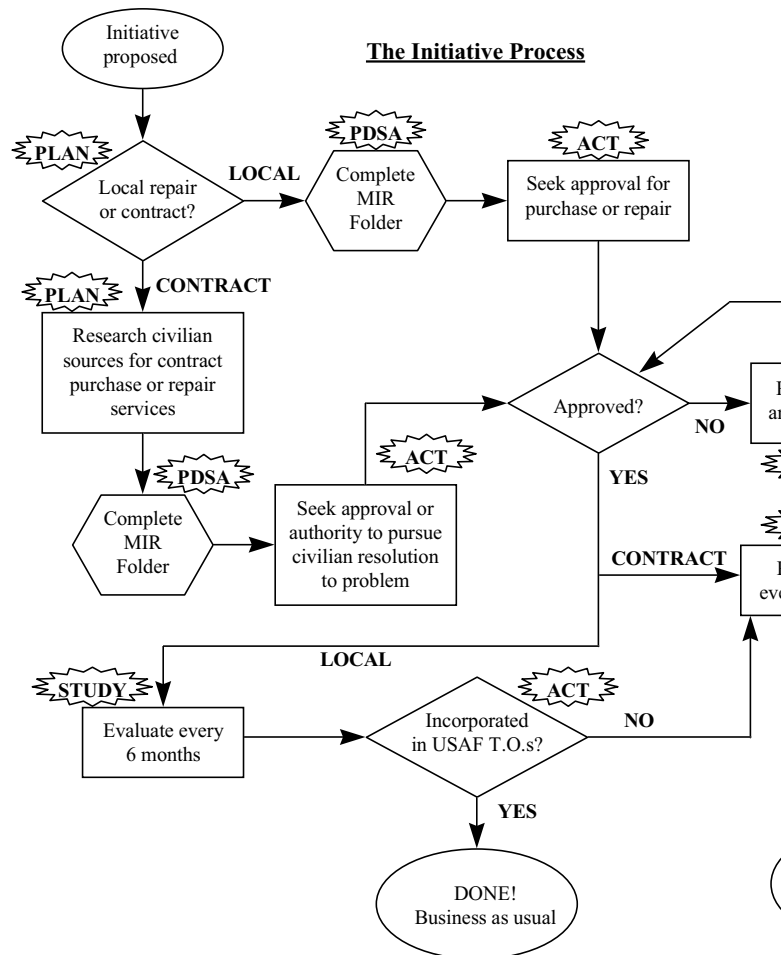 Initiative
proposed
The Initiative Process
PLAN
Local repair
or contract?
LOCAL
PDSA
Complete
MIR
Folder
ACT
Seek approval for
purchase or repair
CONTRACT
PLAN
Research civilian
sources for contract
purchase or repair
services
Approved?
NO
YES
PDSA
Complete
MIR
Folder
ACT
Seek approval or
authority to pursue
civilian resolution
to problem
CONTRACT
LOCAL
STUDY
Evaluate every
6 months
ACT
Incorporated
in USAF T.O.s?
NO
YES
DONE!
Business as usual